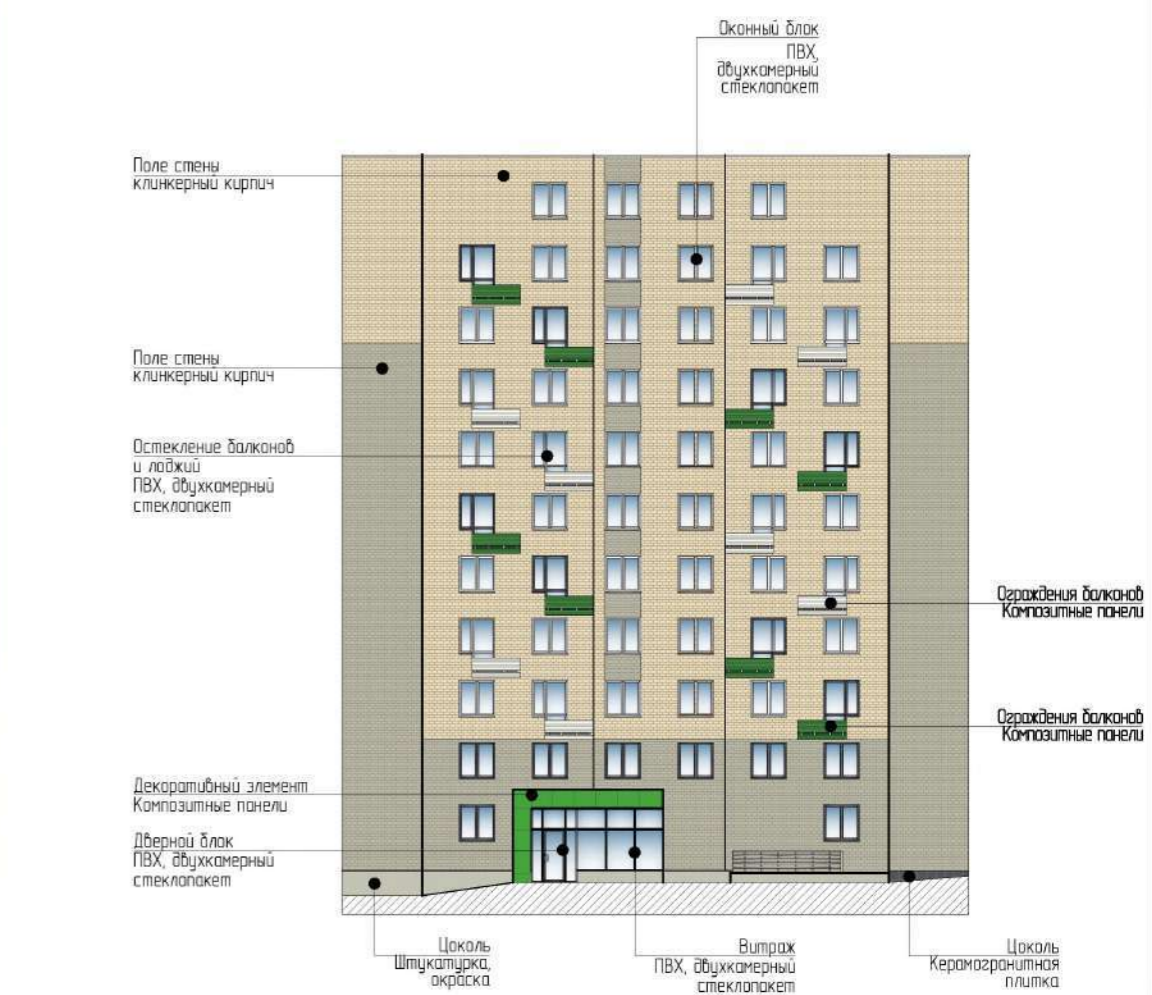 Оконный блок
ПВХ,
двухкамерный
стеклопакет
Поле стены
клинкерный кирпич
Поле стены
клинкерный кирпич
Остекление балконов
и лоджий
ПВХ, двухкамерный
стеклопакет
Ограждения балконов
Композитные панели
Ограждения балконов
Композитные панели
Декоративный элемент
Композитные панели
Дверной блок
ПВХ, двухкамерный
стеклопакет
Цоколь
Штукатурка,
окраска
Витраж
ПВХ, двухкамерный
стеклопакет
Цоколь
Керамогранитная
плитка